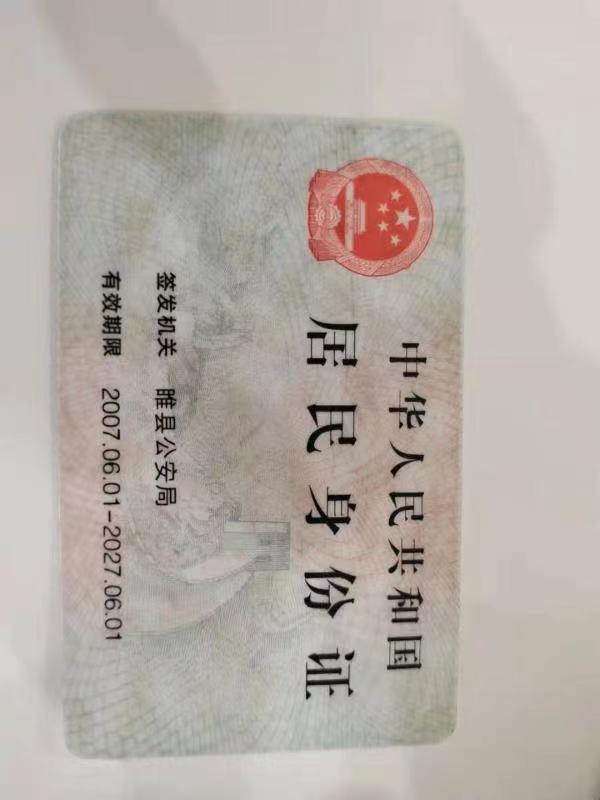 中华人民共和国
居民身份证
签发机关 睢县公安局
有效期限 2007.06.01-2027.06.01